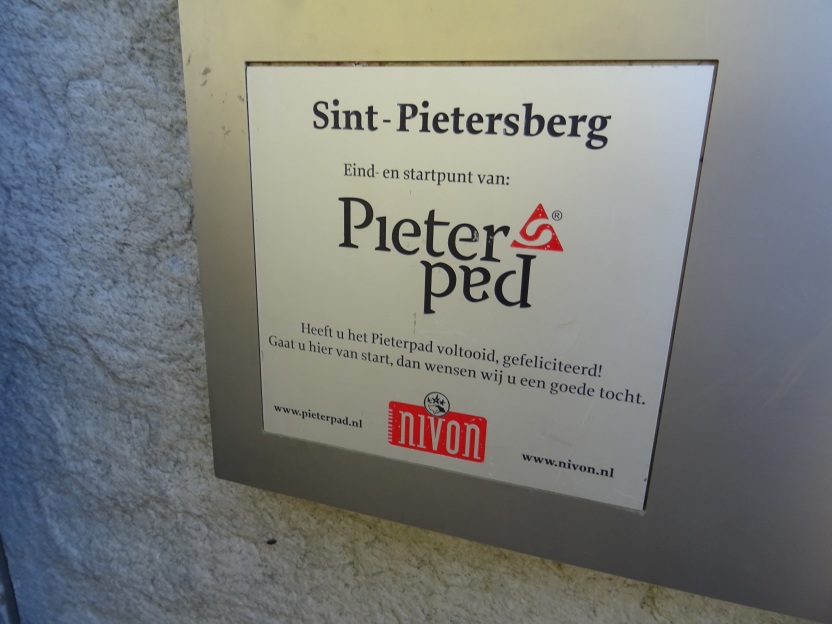 Sint-Pietersberg
Eind- en startpunt van:
Pieter ®
pad
Heeft u het Pieterpad voltooid, gefeliciteerd!
Gaat u hier van start, dan wensen wij u een goede tocht.
www.pieterpad.nl
nivon
www.nivon.nl